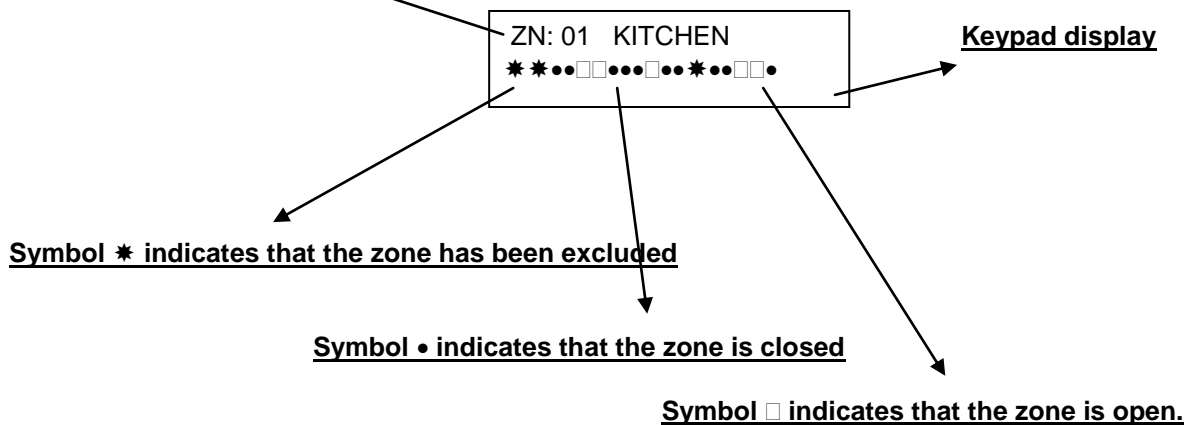 ZN: 01 KITCHEN
Keypad display
✷✷●●□□●●●□●●✷●●□□●
Symbol ✷ indicates that the zone has been excluded
Symbol • indicates that the zone is closed
Symbol □ indicates that the zone is open.